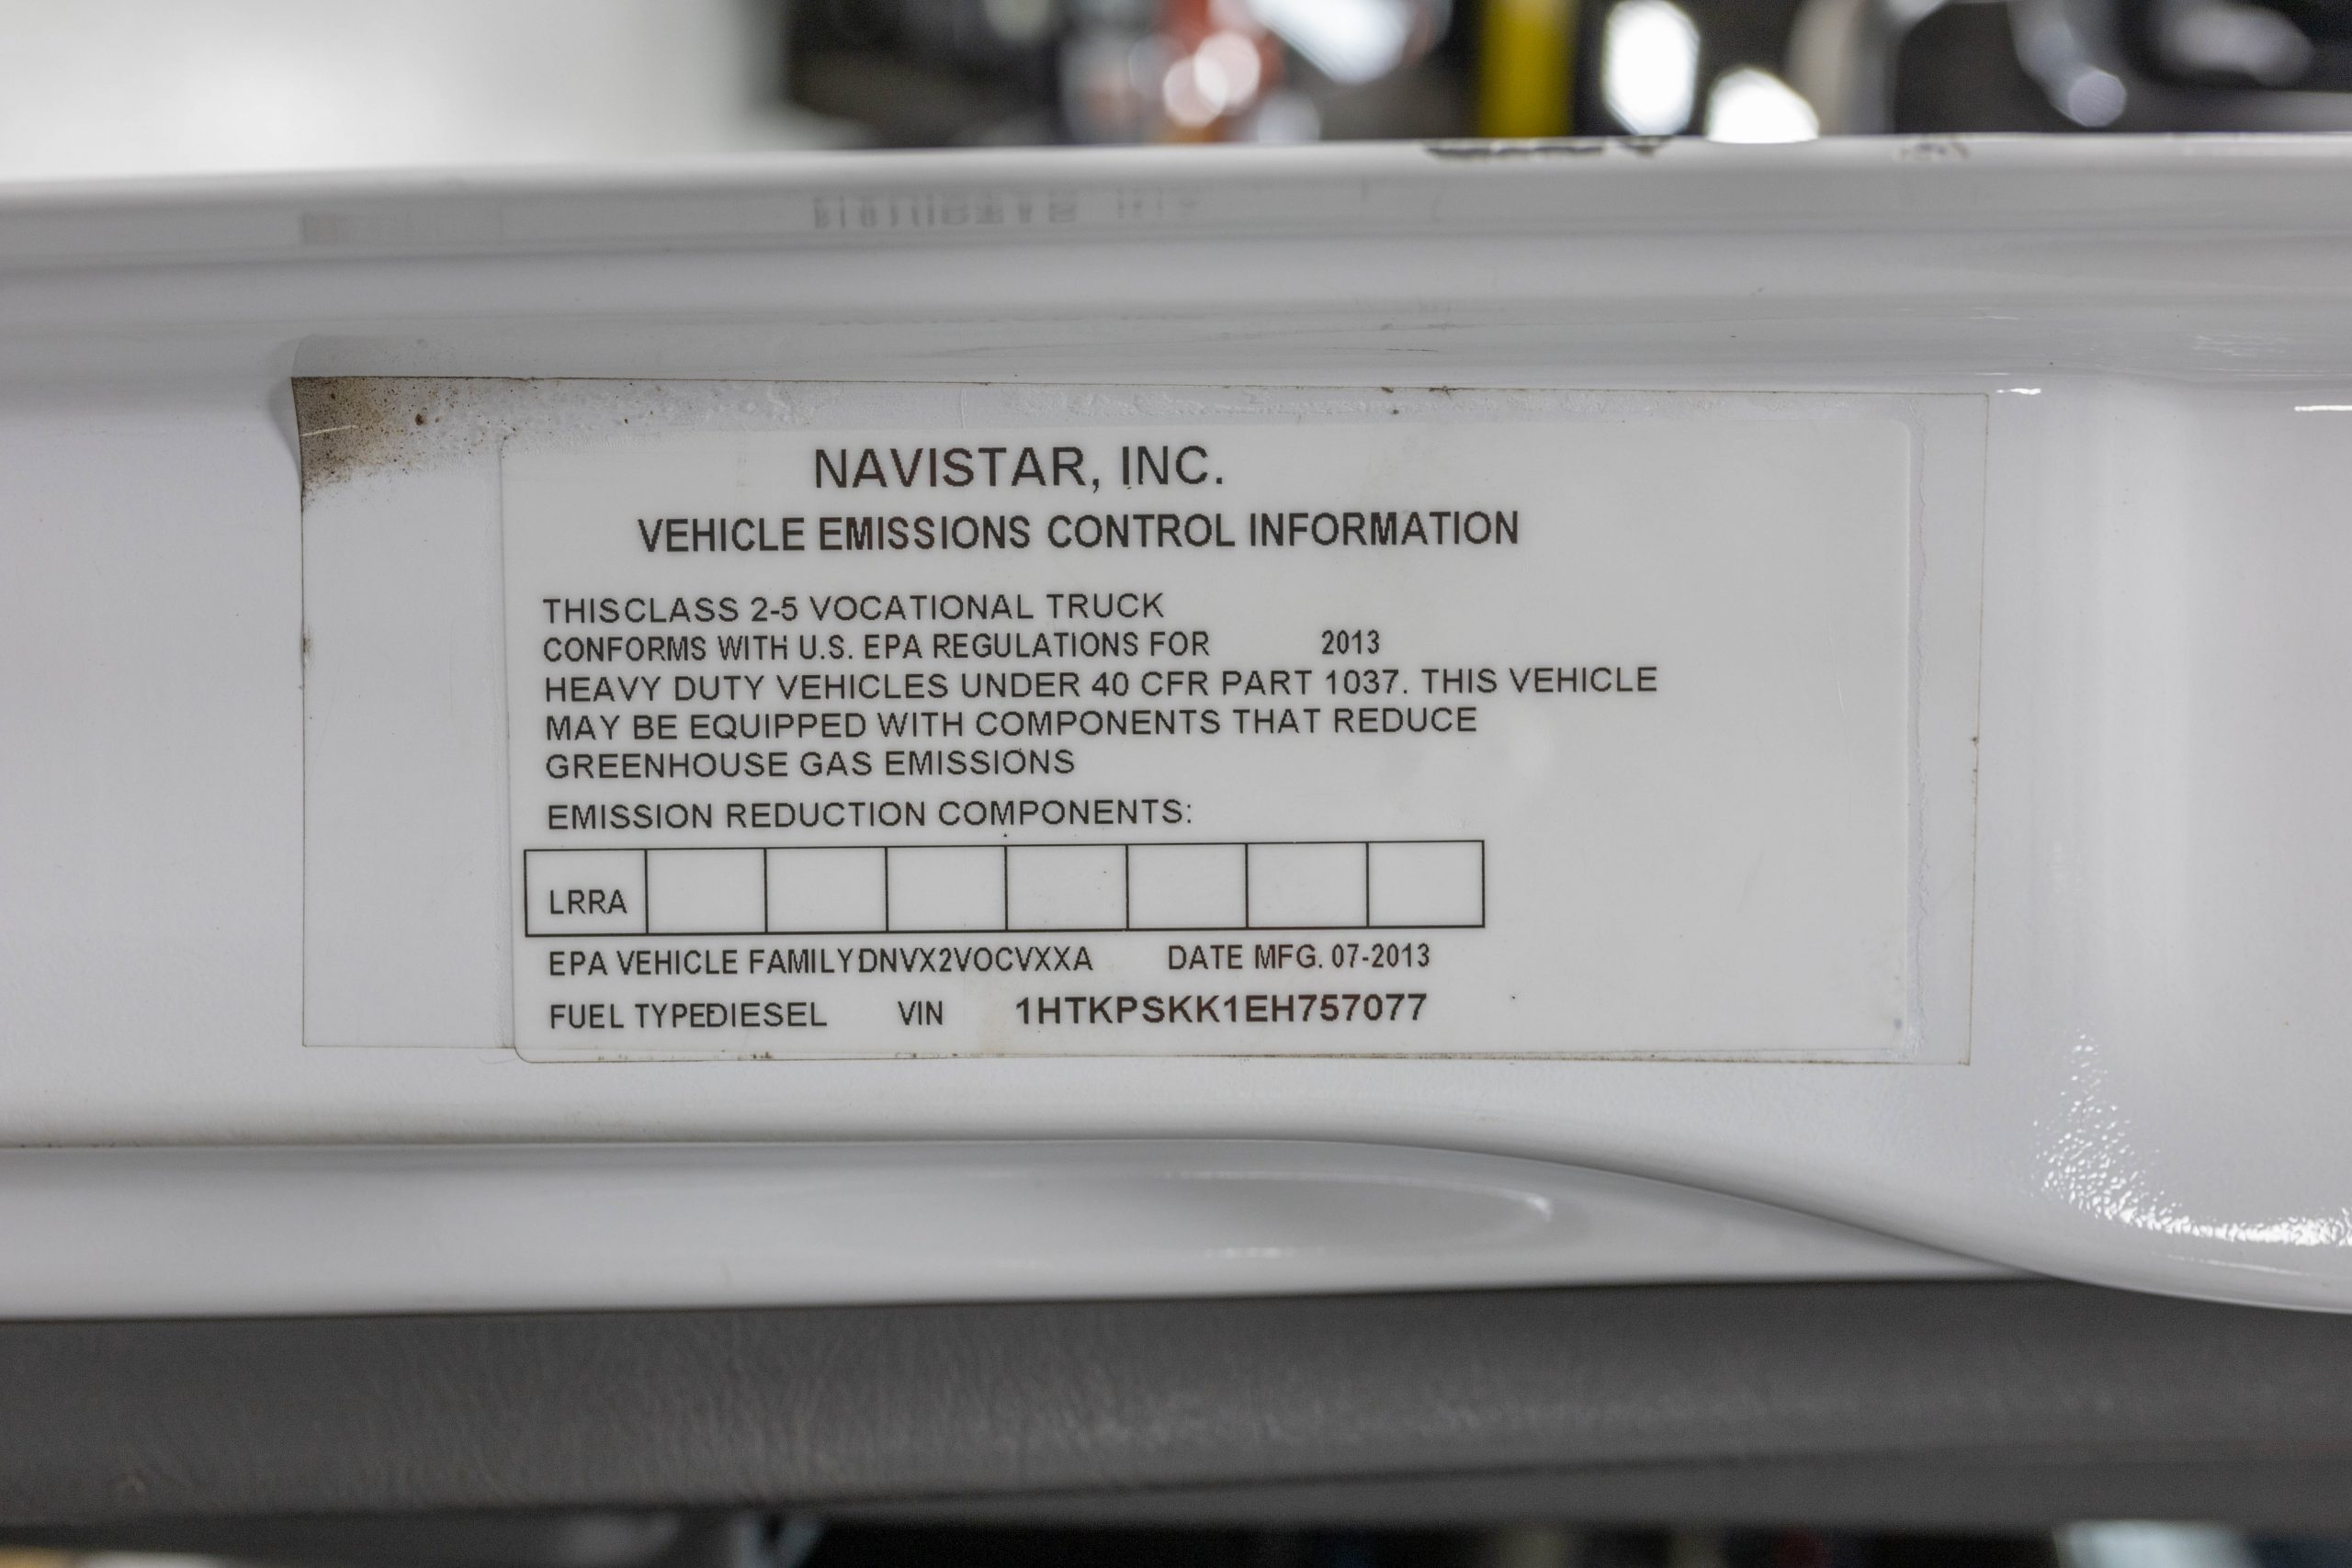 NAVISTAR, INC.
VEHICLE EMISSIONS CONTROL INFORMATION
THISCLASS 2-5 VOCATIONAL TRUCK
CONFORMS WITH U.S. EPA REGULATIONS FOR 2013
HEAVY DUTY VEHICLES UNDER 40 CFR PART 1037. THIS VEHICLE
MAY BE EQUIPPED WITH COMPONENTS THAT REDUCE
GREENHOUSE GAS EMISSIONS
EMISSION REDUCTION COMPONENTS:
LRRA
EPA VEHICLE FAMILYDNVX2VOCVXXA DATE MFG. 07-2013
FUEL TYPEDIESEL VIN 1HTKPSKK1EH757077